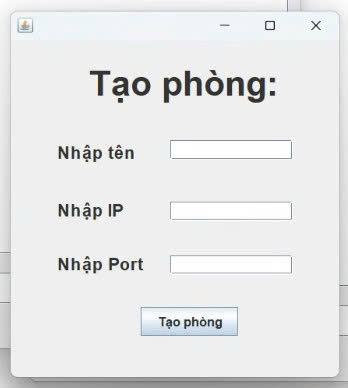 Tạo phòng:
Nhập tên
Nhập IP
Nhập Port
Tạo phòng